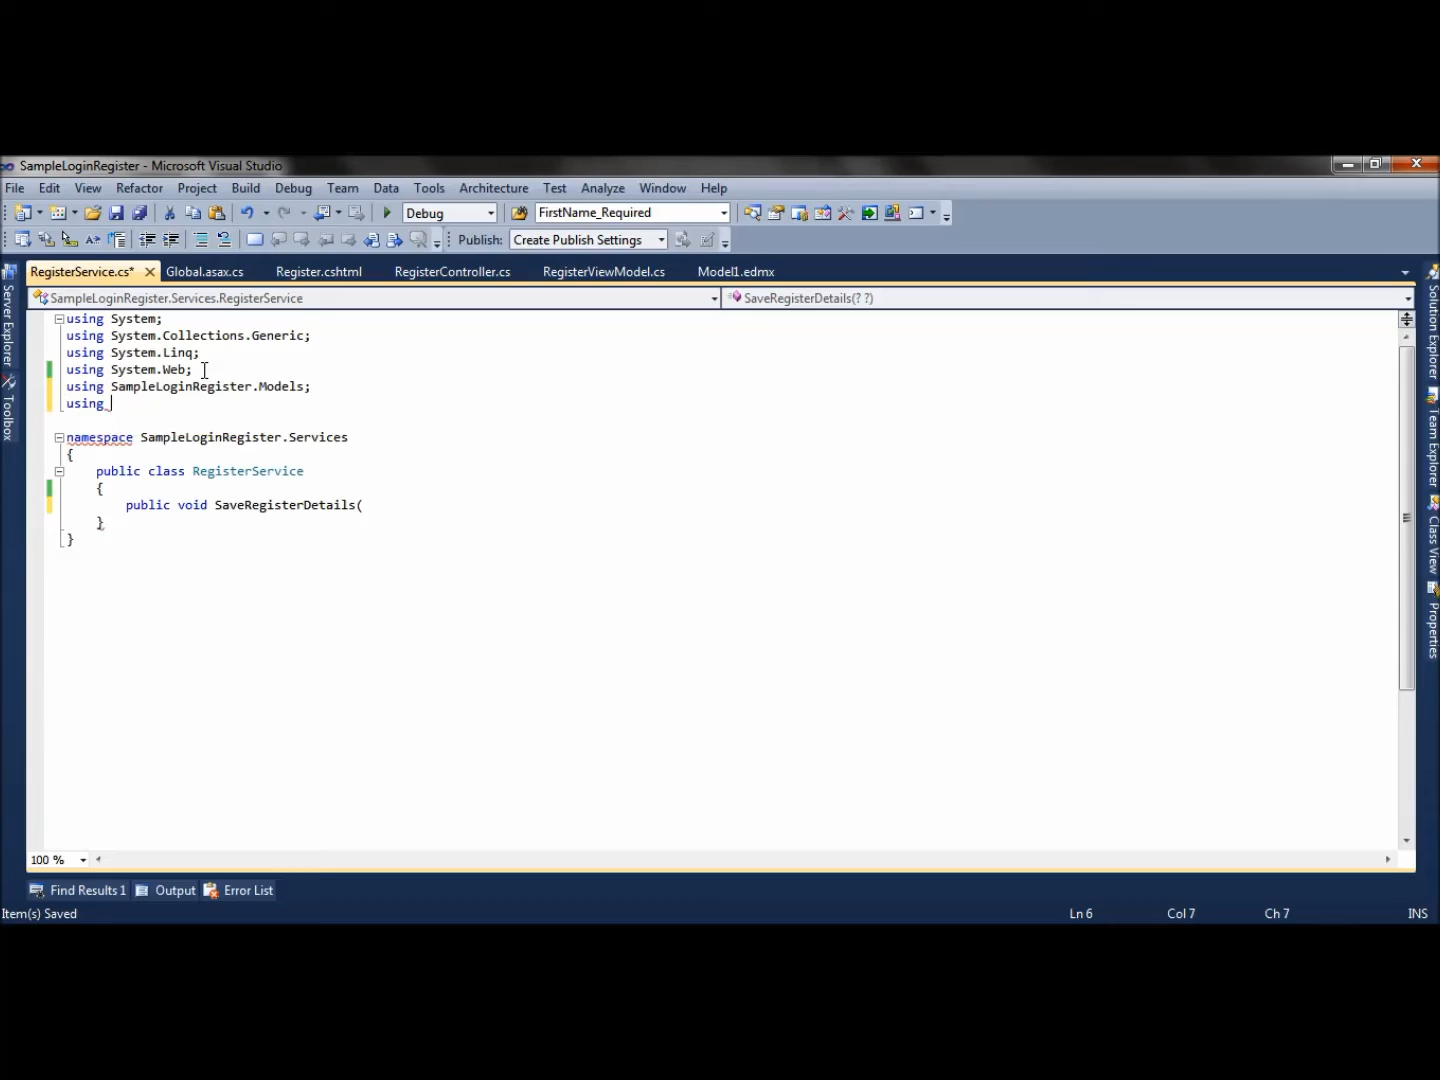 SampleLoginRegister - Microsoft Visual Studio
File Edit View Refactor Project Build Debug Team Data Tools Architecture Test Analyze Window Help
Debug FirstName_Required
Publish: Create Publish Settings
RegisterService.cs* Global.asax.cs Register.cshtml RegisterController.cs RegisterViewModel.cs Model1.edmx
SampleLoginRegister.Services.RegisterService SaveRegisterDetails(? ?)
using System;
using System.Collections.Generic;
using System.Linq;
using System.Web;
using SampleLoginRegister.Models;
using
namespace SampleLoginRegister.Services
{
public class RegisterService
{
public void SaveRegisterDetails(
}
}
Server Explorer
Toolbox
Solution Explorer
Team Explorer
Class View
Properties
100 %
Find Results 1 Output Error List
Item(s) Saved Ln 6 Col 7 Ch 7 INS